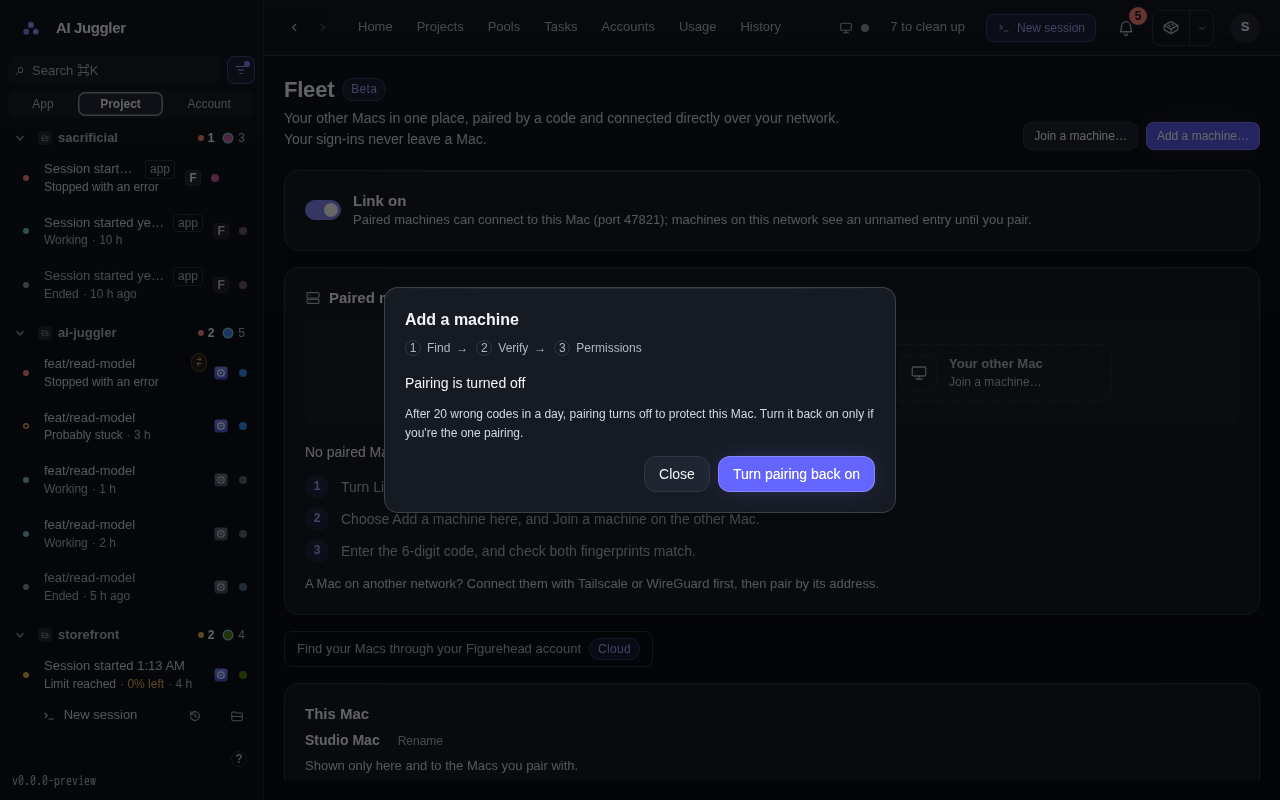 AI Juggler
Home Projects Pools Tasks Accounts Usage History
7 to clean up
New session
5
S
Search ⌘K
App Project Account
sacrificial 1 3
Session start… app F
Stopped with an error
Session started ye… app F
Working · 10 h
Session started ye… app F
Ended · 10 h ago
ai-juggler 2 5
feat/read-model
Stopped with an error
feat/read-model
Probably stuck · 3 h
feat/read-model
Working · 1 h
feat/read-model
Working · 2 h
feat/read-model
Ended · 5 h ago
storefront 2 4
Session started 1:13 AM
Limit reached · 0% left · 4 h
New session
?
v0.0.0-preview
Fleet Beta
Your other Macs in one place, paired by a code and connected directly over your network.
Your sign-ins never leave a Mac.
Join a machine… Add a machine…
Link on
Paired machines can connect to this Mac (port 47821); machines on this network see an unnamed entry until you pair.
Paired
Your other Mac
Join a machine…
Add a machine
1 Find → 2 Verify → 3 Permissions
Pairing is turned off
After 20 wrong codes in a day, pairing turns off to protect this Mac. Turn it back on only if
you're the one pairing.
Close Turn pairing back on
No paired
1 Turn
2 Choose Add a machine here, and Join a machine on the other Mac.
3 Enter the 6-digit code, and check both fingerprints match.
A Mac on another network? Connect them with Tailscale or WireGuard first, then pair by its address.
Find your Macs through your Figurehead account Cloud
This Mac
Studio Mac Rename
Shown only here and to the Macs you pair with.